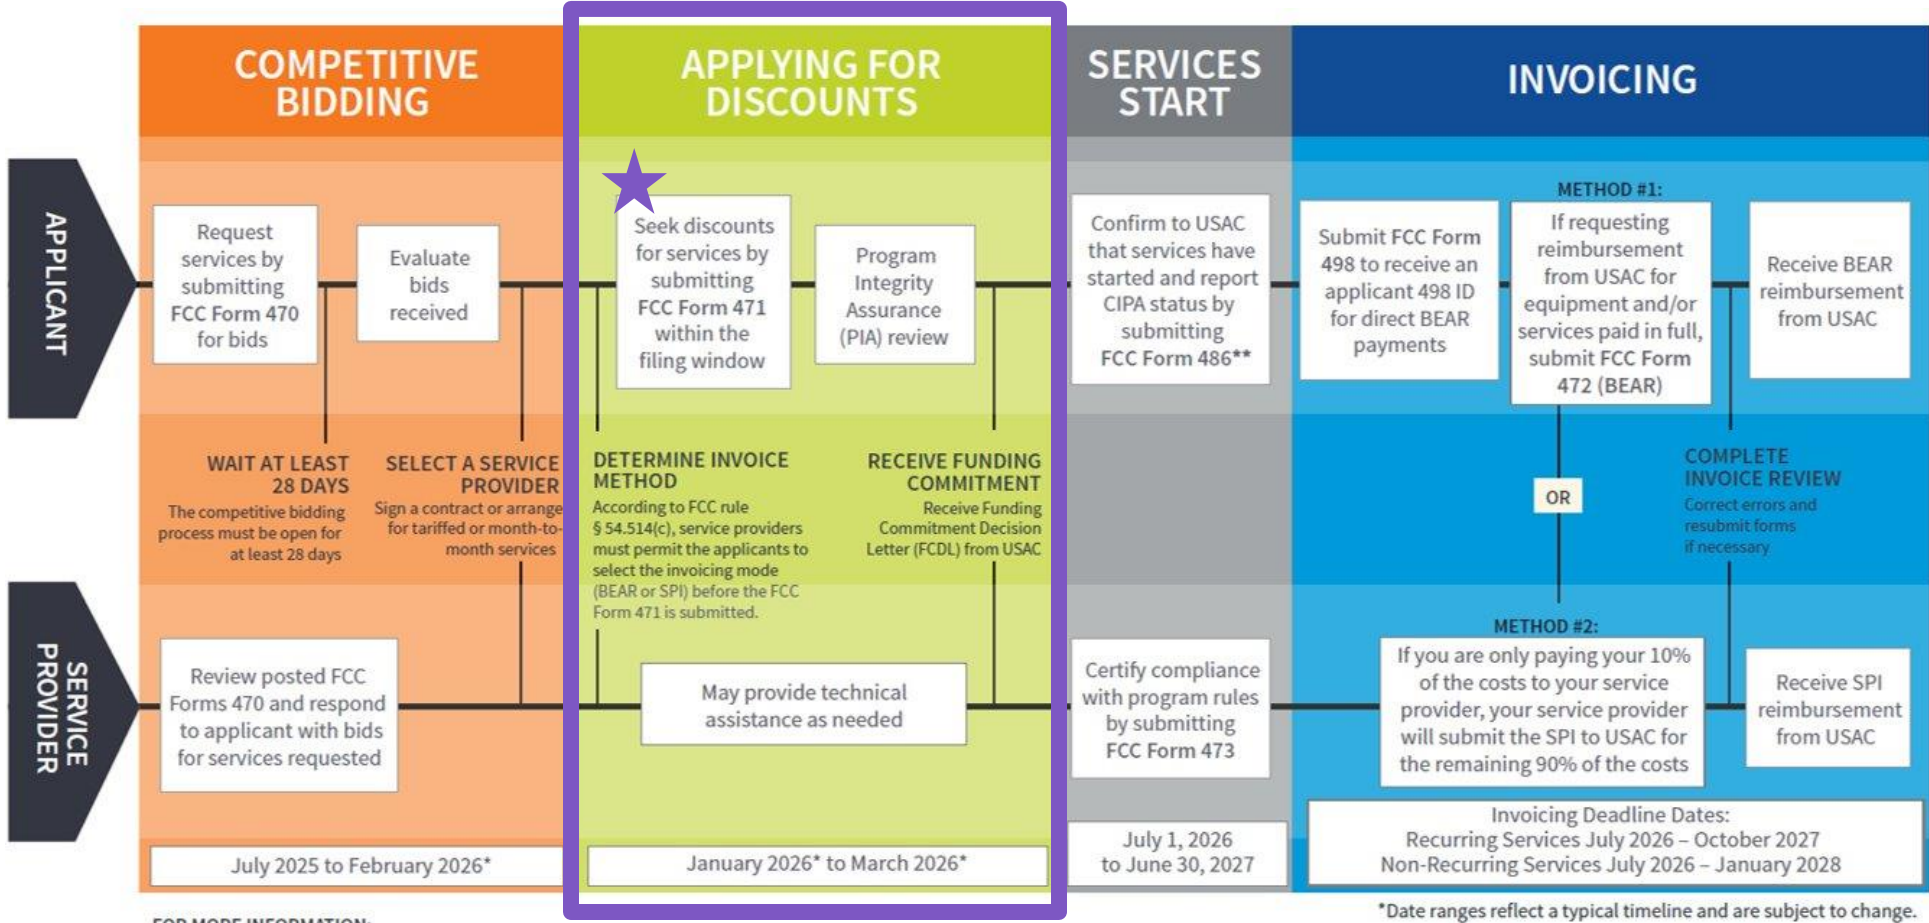 COMPETITIVE
BIDDING
APPLYING FOR
DISCOUNTS
SERVICES
START
INVOICING
APPLICANT
Request
services by
submitting
FCC Form 470
for bids
Evaluate
bids
received
Seek discounts
for services by
submitting
FCC Form 471
within the
filing window
Program
Integrity
Assurance
(PIA) review
Confirm to USAC
that services have
started and report
CIPA status by
submitting
FCC Form 486**
Submit FCC Form
498 to receive an
applicant 498 ID
for direct BEAR
payments
METHOD #1:
If requesting
reimbursement
from USAC for
equipment and/or
services paid in full,
submit FCC Form
472 (BEAR)
Receive BEAR
reimbursement
from USAC
WAIT AT LEAST
28 DAYS
The competitive bidding
process must be open for
at least 28 days
SELECT A SERVICE
PROVIDER
Sign a contract or arrange
for tariffed or month-to-
month services
DETERMINE INVOICE
METHOD
According to FCC rule
§ 54.514(c), service providers
must permit the applicants to
select the invoicing mode
(BEAR or SPI) before the FCC
Form 471 is submitted.
RECEIVE FUNDING
COMMITMENT
Receive Funding
Commitment Decision
Letter (FCDL) from USAC
OR
COMPLETE
INVOICE REVIEW
Correct errors and
resubmit forms
if necessary
SERVICE
PROVIDER
Review posted FCC
Forms 470 and respond
to applicant with bids
for services requested
May provide technical
assistance as needed
Certify compliance
with program rules
by submitting
FCC Form 473
METHOD #2:
If you are only paying your 10%
of the costs to your service
provider, your service provider
will submit the SPI to USAC for
the remaining 90% of the costs
Receive SPI
reimbursement
from USAC
July 2025 to February 2026*
January 2026* to March 2026*
July 1, 2026
to June 30, 2027
Invoicing Deadline Dates:
Recurring Services July 2026 – October 2027
Non-Recurring Services July 2026 – January 2028
FOR MORE INFORMATION:
*Date ranges reflect a typical timeline and are subject to change.